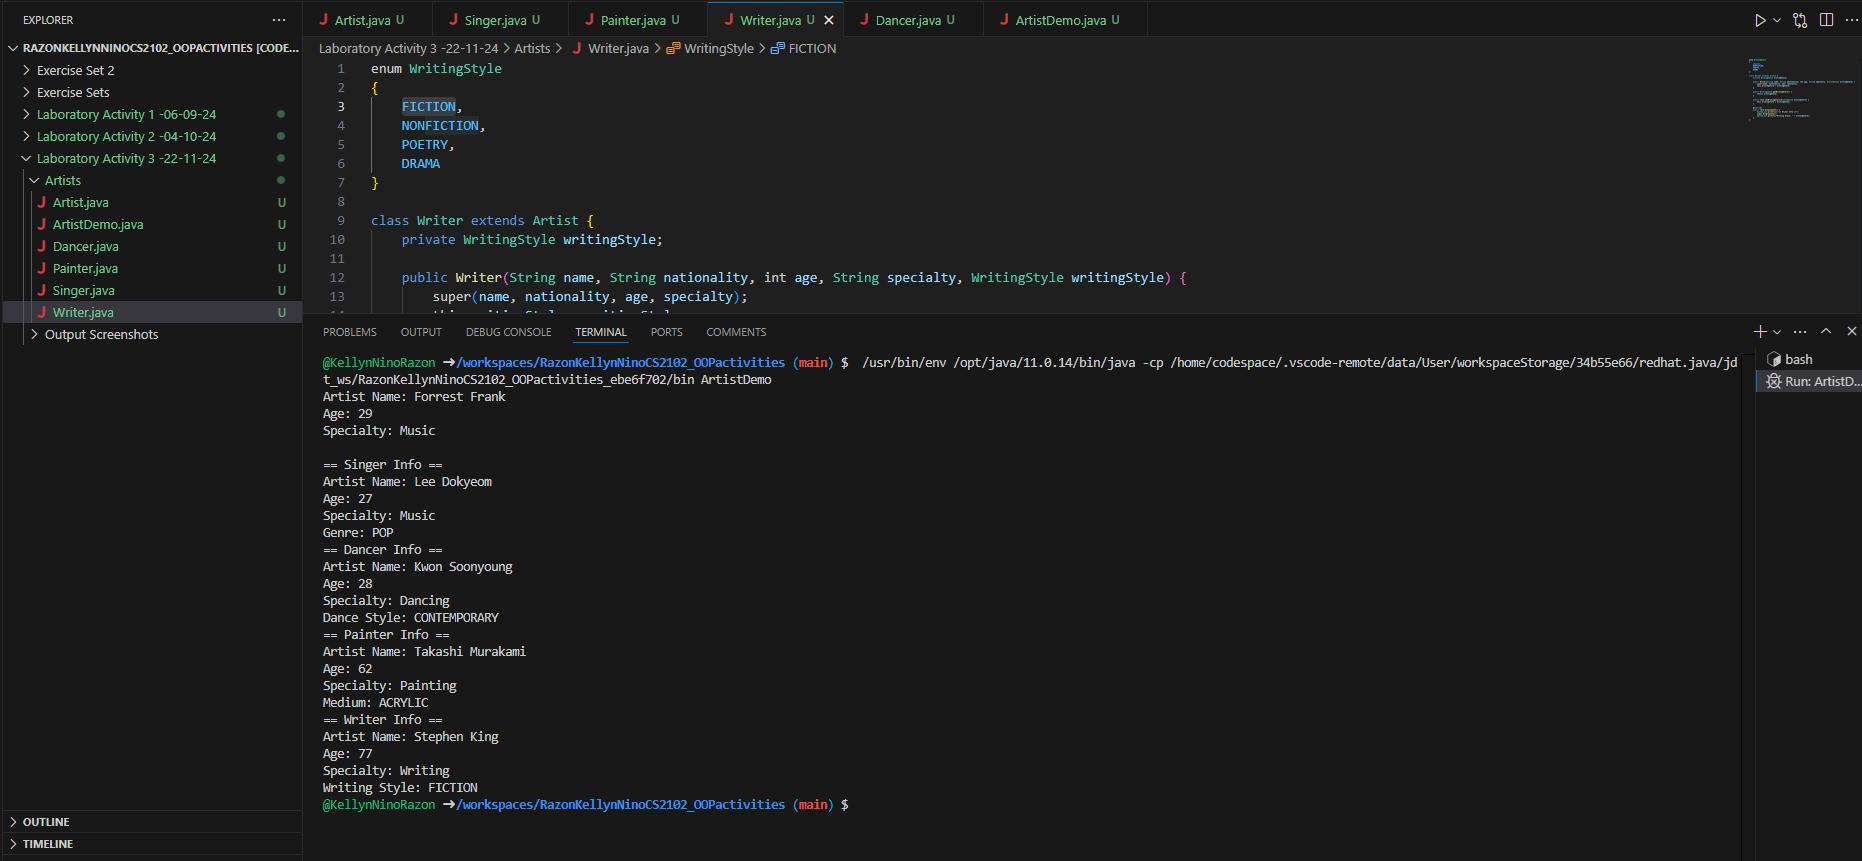 EXPLORER
RAZONKELLYNNINOCS2102_OOPACTIVITIES [CODE...
Exercise Set 2
Exercise Sets
Laboratory Activity 1 -06-09-24
Laboratory Activity 2 -04-10-24
Laboratory Activity 3 -22-11-24
Artists
Artist.java U
ArtistDemo.java U
Dancer.java U
Painter.java U
Singer.java U
Writer.java U
Output Screenshots
OUTLINE
TIMELINE
Artist.java U
Singer.java U
Painter.java U
Writer.java U
Dancer.java U
ArtistDemo.java U
Laboratory Activity 3 -22-11-24 > Artists > Writer.java > WritingStyle > FICTION
1 enum WritingStyle
2 {
3 FICTION,
4 NONFICTION,
5 POETRY,
6 DRAMA
7 }
8
9 class Writer extends Artist {
10 private WritingStyle writingStyle;
11
12 public Writer(String name, String nationality, int age, String specialty, WritingStyle writingStyle) {
13 super(name, nationality, age, specialty);
PROBLEMS OUTPUT DEBUG CONSOLE TERMINAL PORTS COMMENTS
@KellynNinoRazon ➜/workspaces/RazonKellynNinoCS2102_OOPactivities (main) $ /usr/bin/env /opt/java/11.0.14/bin/java -cp /home/codespace/.vscode-remote/data/User/workspaceStorage/34b55e66/redhat.java/jd
t_ws/RazonKellynNinoCS2102_OOPactivities_ebe6f702/bin ArtistDemo
Artist Name: Forrest Frank
Age: 29
Specialty: Music
== Singer Info ==
Artist Name: Lee Dokyeom
Age: 27
Specialty: Music
Genre: POP
== Dancer Info ==
Artist Name: Kwon Soonyoung
Age: 28
Specialty: Dancing
Dance Style: CONTEMPORARY
== Painter Info ==
Artist Name: Takashi Murakami
Age: 62
Specialty: Painting
Medium: ACRYLIC
== Writer Info ==
Artist Name: Stephen King
Age: 77
Specialty: Writing
Writing Style: FICTION
@KellynNinoRazon ➜/workspaces/RazonKellynNinoCS2102_OOPactivities (main) $
bash
Run: ArtistD...